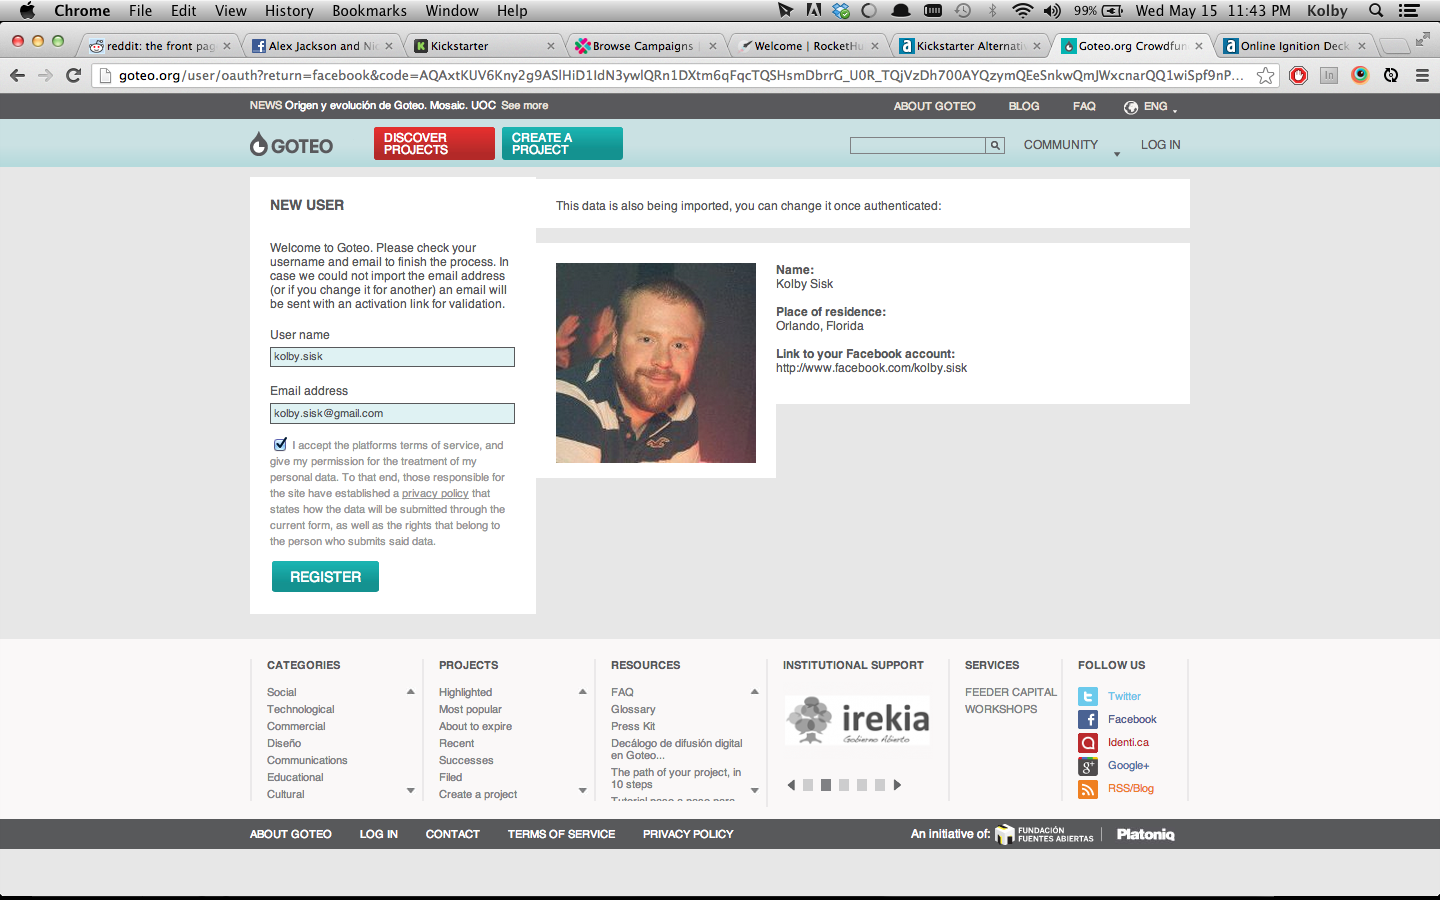 Chrome File Edit View History Bookmarks Window Help 99% Wed May 15 11:43 PM Kolby
reddit: the front pag Alex Jackson and Ni Kickstarter Browse Campaigns Welcome | RocketHu Kickstarter Alternati Goteo.org Crowdfun Online Ignition Deck
goteo.org/user/oauth?return=facebook&code=
NEWS Origen y evolución de Goteo. Mosaic. UOC See more ABOUT GOTEO BLOG FAQ ENG
GOTEO
DISCOVER
PROJECTS
CREATE A
PROJECT
COMMUNITY LOG IN
NEW USER
Welcome to Goteo. Please check your
username and email to finish the process. In
case we could not import the email address
(or if you change it for another) an email will
be sent with an activation link for validation.
User name
kolby.sisk
Email address
kolby.sisk@gmail.com
I accept the platforms terms of service, and
give my permission for the treatment of my
personal data. To that end, those responsible for
the site have established a privacy policy that
states how the data will be submitted through the
current form, as well as the rights that belong to
the person who submits said data.
REGISTER
This data is also being imported, you can change it once authenticated:
Name:
Kolby Sisk
Place of residence:
Orlando, Florida
Link to your Facebook account:
http://www.facebook.com/kolby.sisk
CATEGORIES
Social
Technological
Commercial
Diseño
Communications
Educational
Cultural
PROJECTS
Highlighted
Most popular
About to expire
Recent
Successes
Filed
Create a project
RESOURCES
FAQ
Glossary
Press Kit
Decálogo de difusión digital
en Goteo...
The path of your project, in
10 steps
INSTITUTIONAL SUPPORT
irekia
Gobierno Abierto
SERVICES
FEEDER CAPITAL
WORKSHOPS
FOLLOW US
Twitter
Facebook
Identi.ca
Google+
RSS/Blog
ABOUT GOTEO LOG IN CONTACT TERMS OF SERVICE PRIVACY POLICY
An initiative of:
FUNDACIÓN
FUENTES ABIERTAS
Platoniq